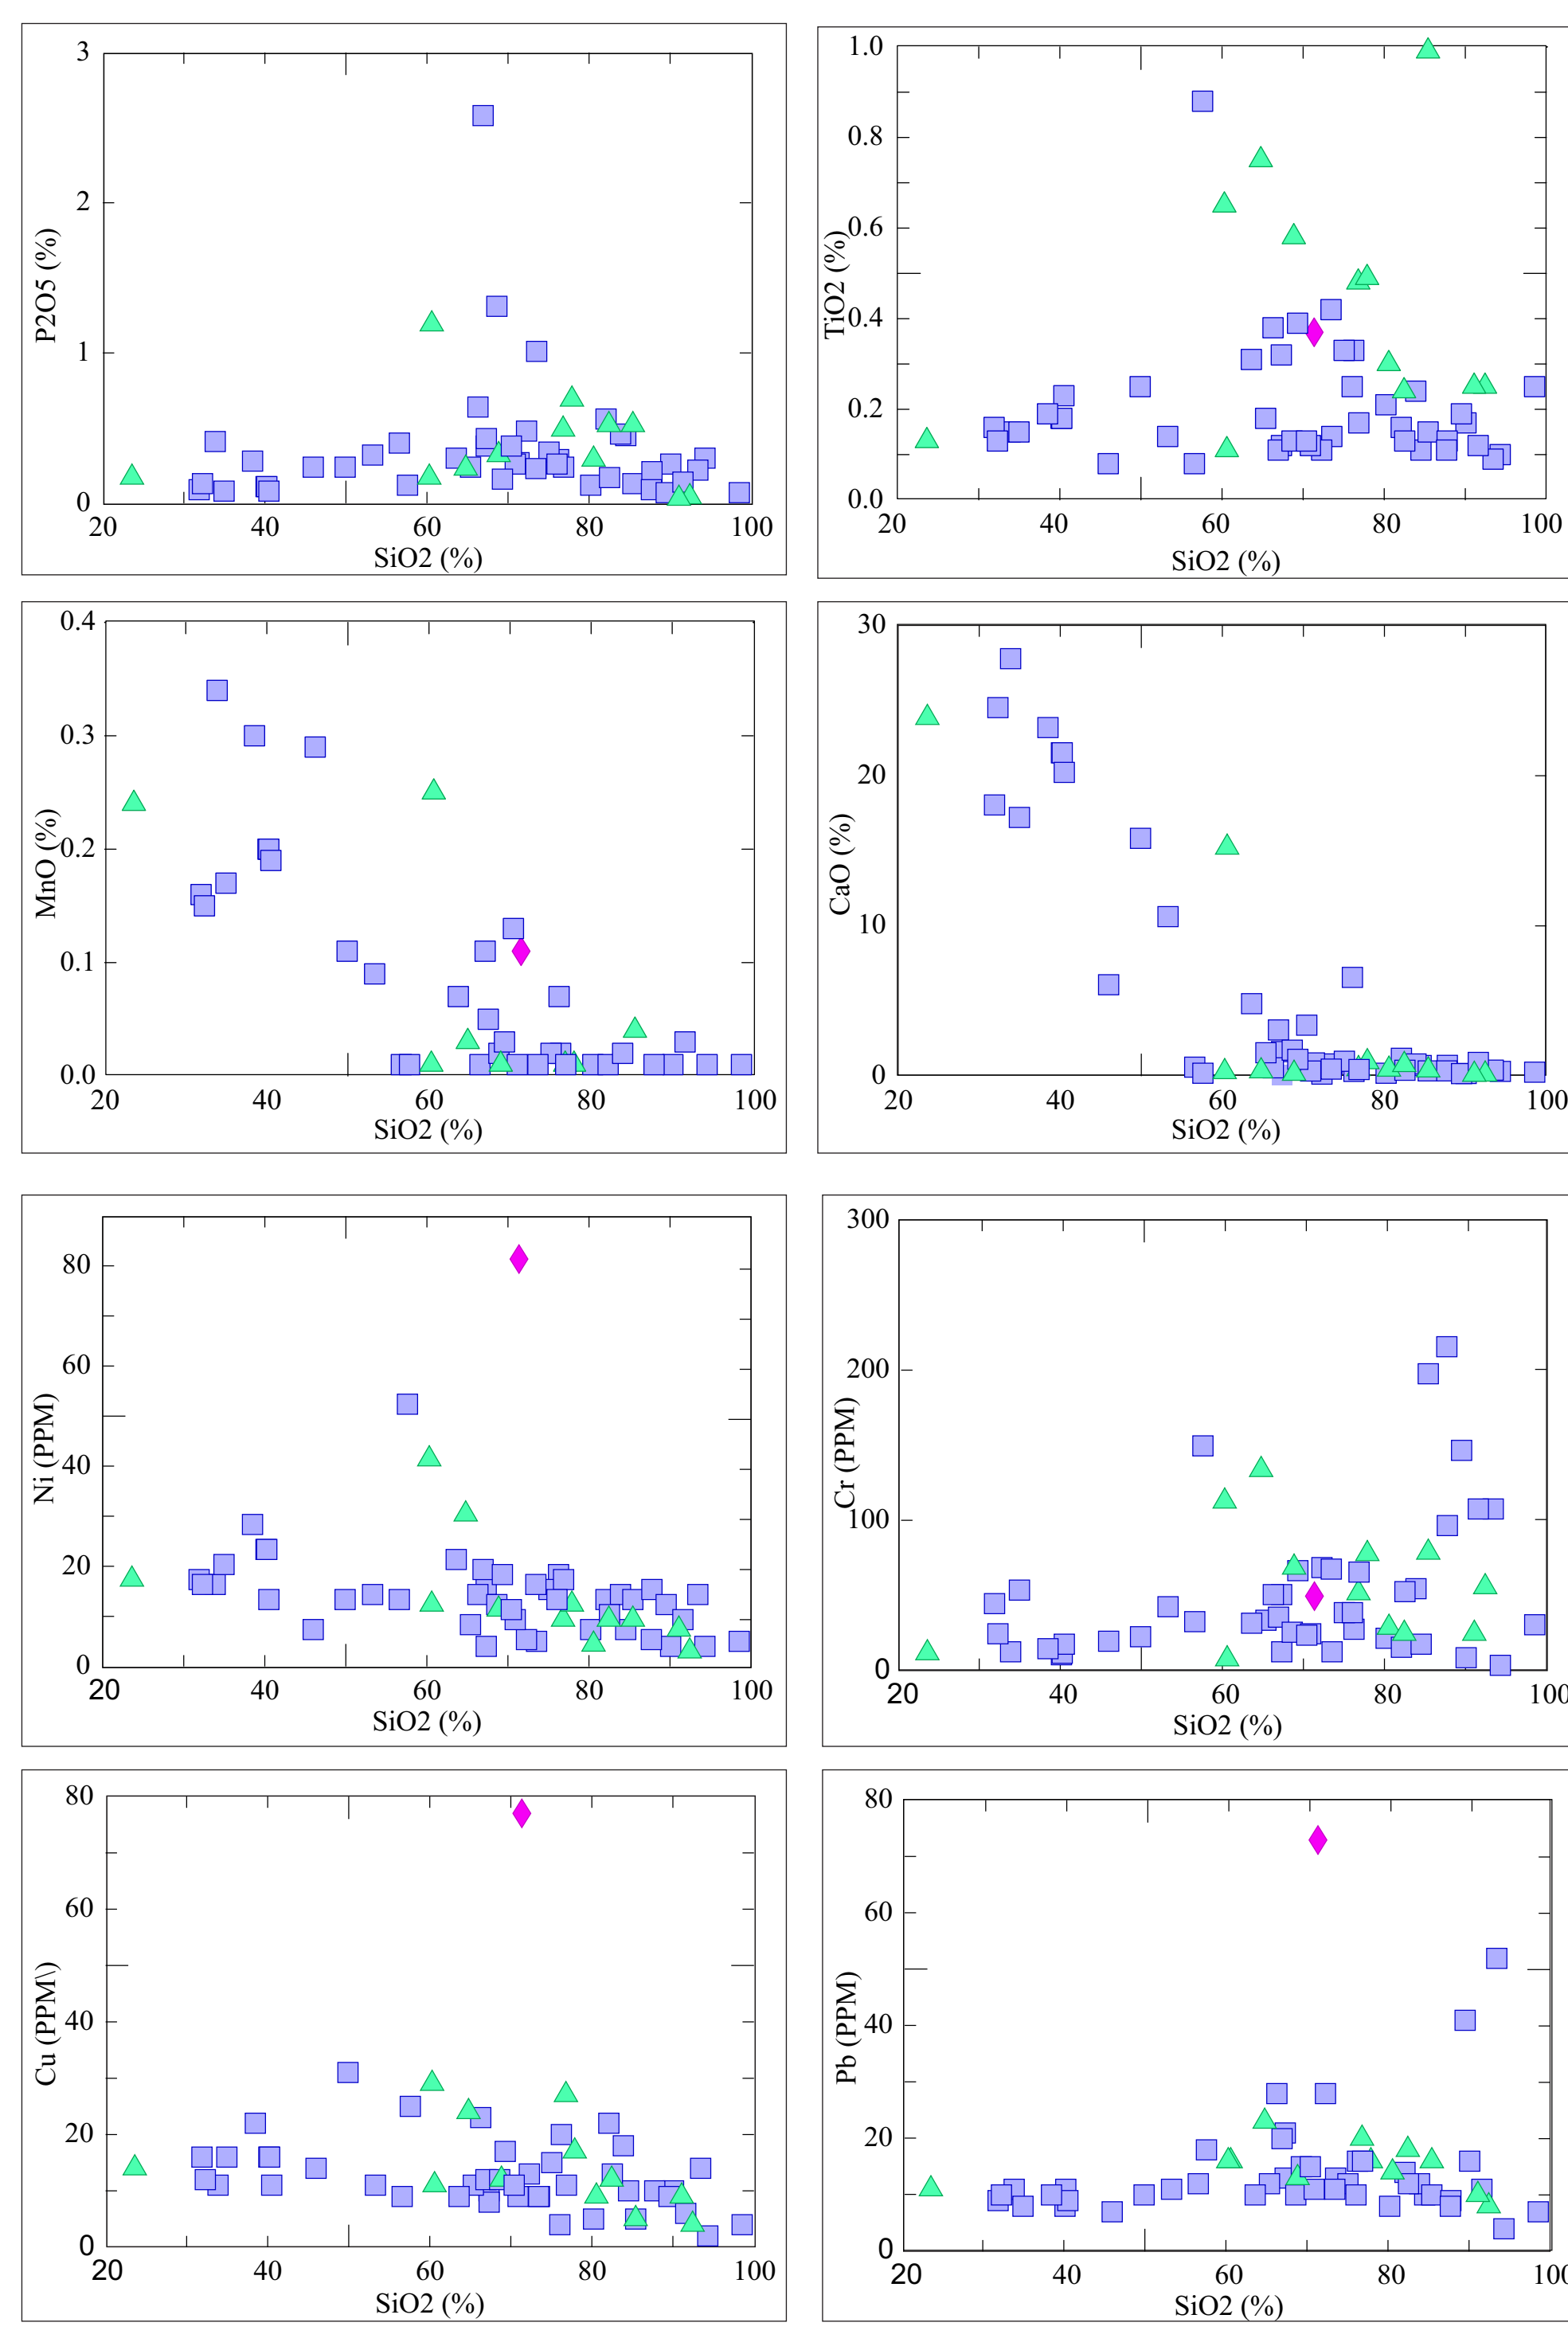 3
2
1
0
P2O5 (%)
20 40 60 80 100
SiO2 (%)
1.0
0.8
0.6
0.4
0.2
0.0
TiO2 (%)
20 40 60 80 100
SiO2 (%)
0.4
0.3
0.2
0.1
0.0
MnO (%)
20 40 60 80 100
SiO2 (%)
30
20
10
0
CaO (%)
20 40 60 80 100
SiO2 (%)
80
60
40
20
0
Ni (PPM)
20 40 60 80 100
SiO2 (%)
300
200
100
0
Cr (PPM)
20 40 60 80 100
SiO2 (%)
80
60
40
20
0
Cu (PPM\)
20 40 60 80 100
SiO2 (%)
80
60
40
20
0
Pb (PPM)
20 40 60 80 100
SiO2 (%)